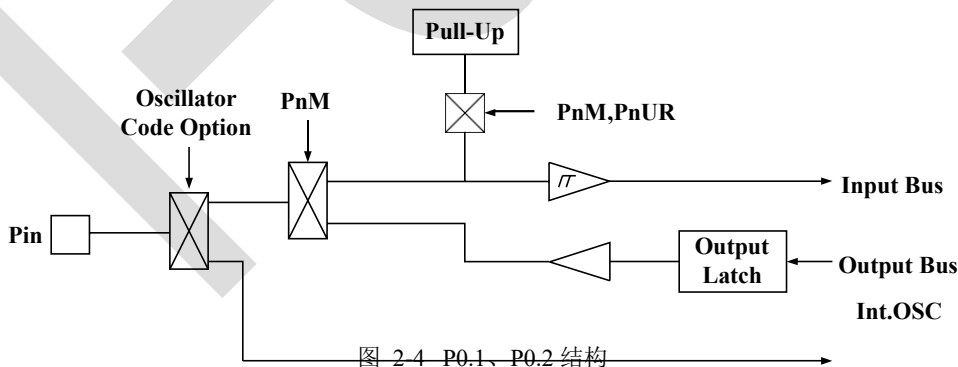 Pull-Up
Oscillator
Code Option
PnM
PnM,PnUR
Input Bus
Pin
Output
Latch
Output Bus
Int.OSC
图 2-4 P0.1、P0.2 结构